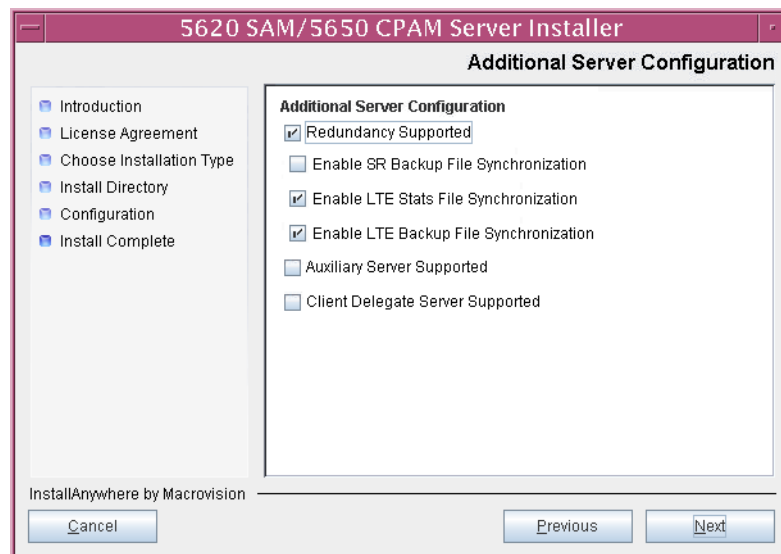 5620 SAM/5650 CPAM Server Installer
Additional Server Configuration
Introduction
License Agreement
Choose Installation Type
Install Directory
Configuration
Install Complete
Additional Server Configuration
Redundancy Supported
Enable SR Backup File Synchronization
Enable LTE Stats File Synchronization
Enable LTE Backup File Synchronization
Auxiliary Server Supported
Client Delegate Server Supported
InstallAnywhere by Macrovision
Cancel
Previous
Next